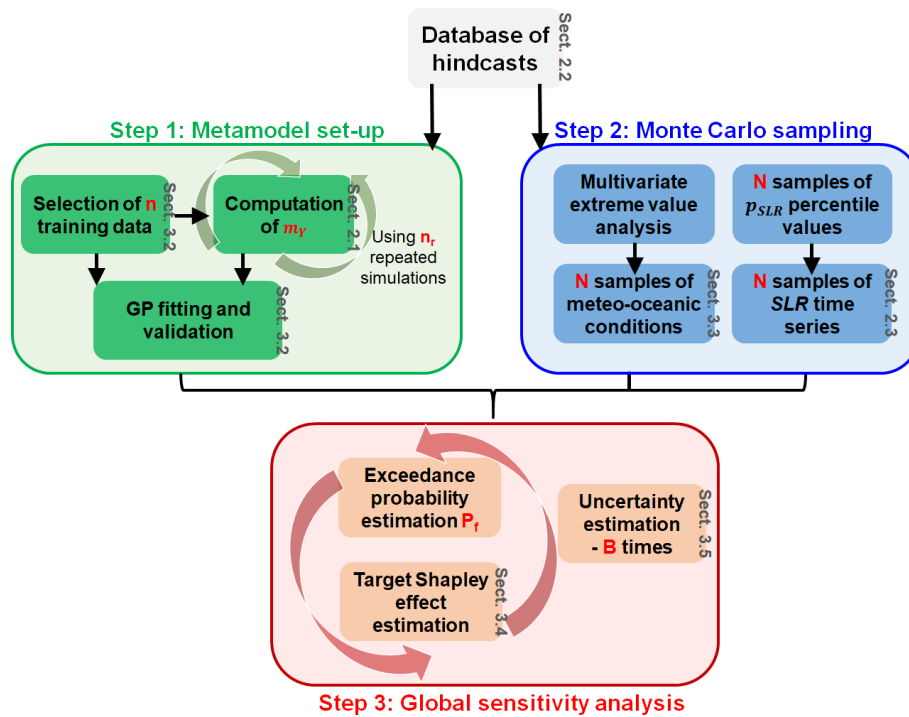 Database of
hindcasts
Sect. 2.2
Step 1: Metamodel set-up
Selection of n
training data
Sect. 3.2
Computation
of m_Y
Sect. 2.1
Using n_r
repeated
simulations
GP fitting and
validation
Sect. 3.2
Step 2: Monte Carlo sampling
Multivariate
extreme value
analysis
N samples of
p_SLR percentile
values
N samples of
meteo-oceanic
conditions
Sect. 3.3
N samples of
SLR time
series
Sect. 2.3
Exceedance
probability
estimation P_f
Uncertainty
estimation
- B times
Sect. 3.5
Target Shapley
effect
estimation
Sect. 3.4
Step 3: Global sensitivity analysis